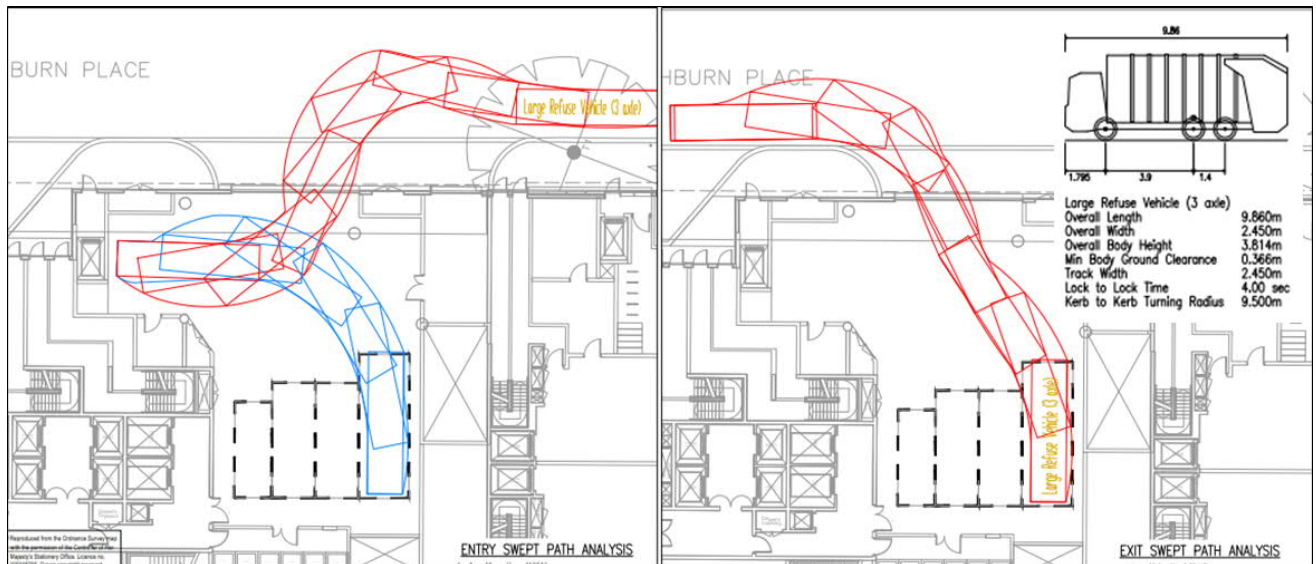 BURN PLACE
Large Refuse Vehicle (3 axle)
Reproduced from the Ordnance Survey map
with the permission of the Controller of Her
Majesty's Stationery Office. Licence no.
ENTRY SWEPT PATH ANALYSIS
HBURN PLACE
Large Refuse Vehicle (3 axle)
9.86
1.795 3.9 1.4
Large Refuse Vehicle (3 axle)
Overall Length 9.860m
Overall Width 2.450m
Overall Body Height 3.814m
Min Body Ground Clearance 0.366m
Track Width 2.450m
Lock to Lock Time 4.00 sec
Kerb to Kerb Turning Radius 9.500m
EXIT SWEPT PATH ANALYSIS